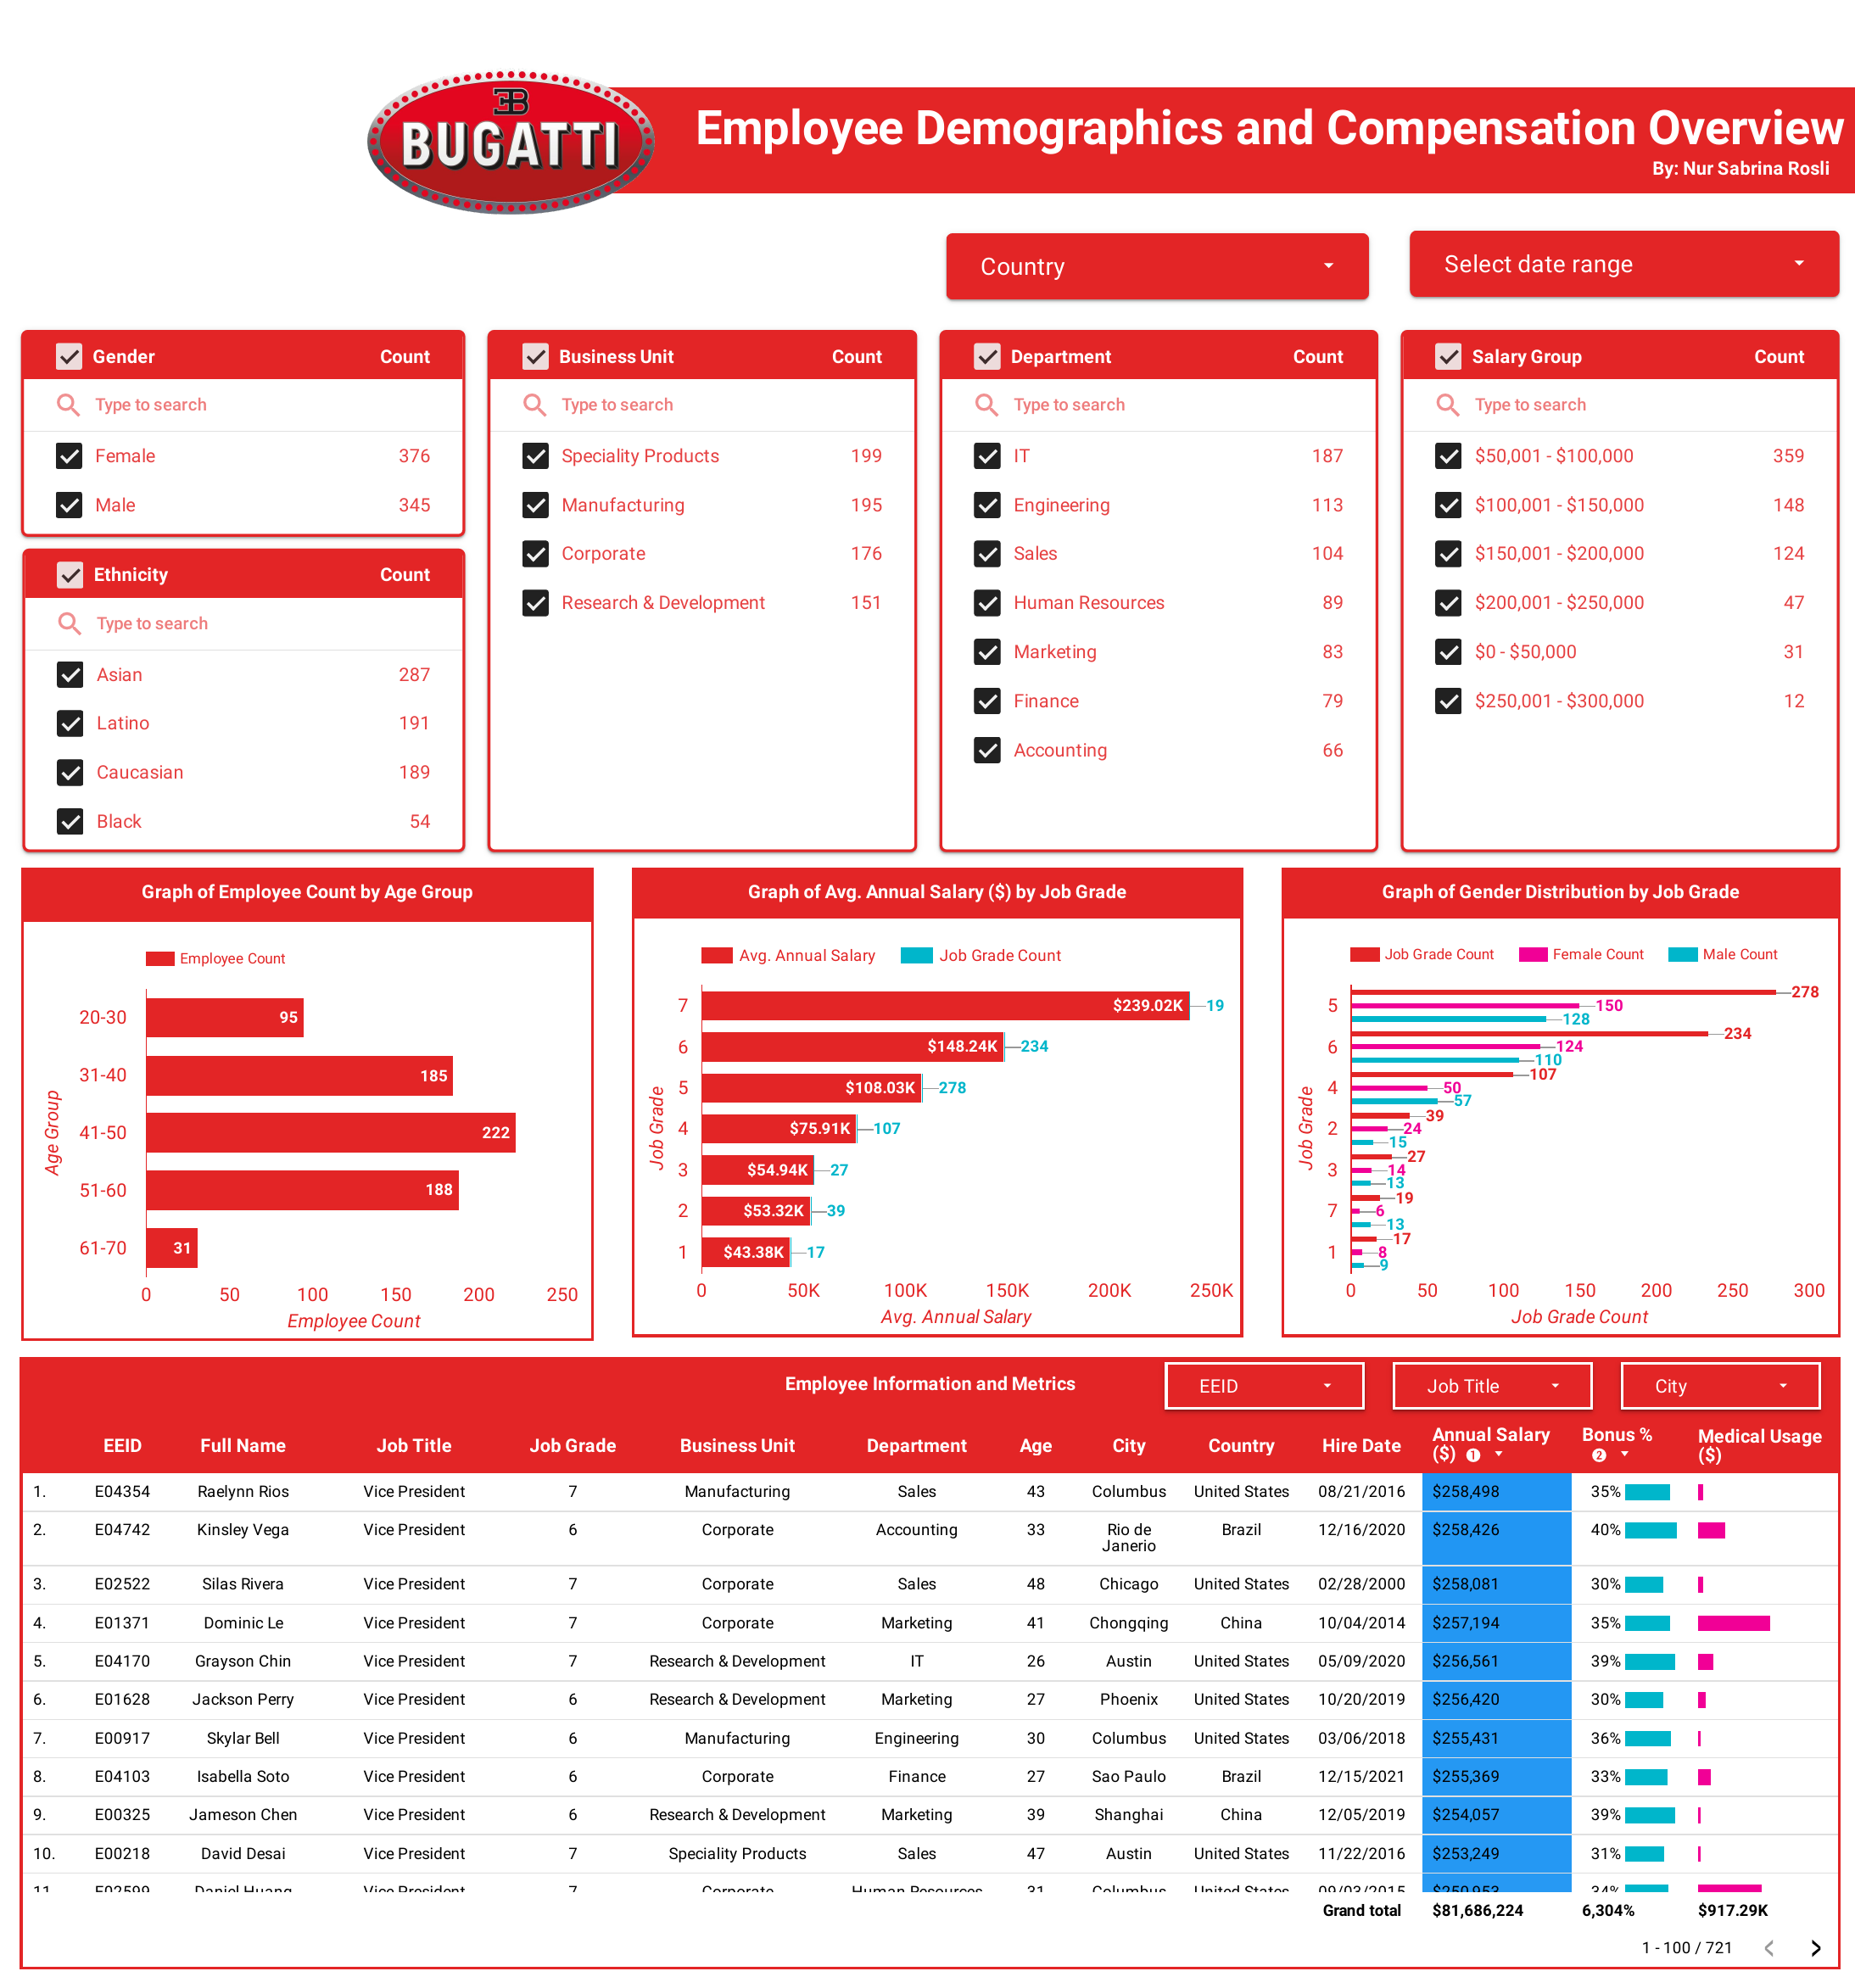 BUGATTI
Employee Demographics and Compensation Overview
By: Nur Sabrina Rosli
Country
Select date range
Gender Count
Type to search
Female 376
Male 345
Ethnicity Count
Type to search
Asian 287
Latino 191
Caucasian 189
Black 54
Business Unit Count
Type to search
Speciality Products 199
Manufacturing 195
Corporate 176
Research & Development 151
Department Count
Type to search
IT 187
Engineering 113
Sales 104
Human Resources 89
Marketing 83
Finance 79
Accounting 66
Salary Group Count
Type to search
$50,001 - $100,000 359
$100,001 - $150,000 148
$150,001 - $200,000 124
$200,001 - $250,000 47
$0 - $50,000 31
$250,001 - $300,000 12
Graph of Employee Count by Age Group
Employee Count
Age Group
20-30 95
31-40 185
41-50 222
51-60 188
61-70 31
0 50 100 150 200 250
Employee Count
Graph of Avg. Annual Salary ($) by Job Grade
Avg. Annual Salary Job Grade Count
Job Grade
7 $239.02K 19
6 $148.24K 234
5 $108.03K 278
4 $75.91K 107
3 $54.94K 27
2 $53.32K 39
1 $43.38K 17
0 50K 100K 150K 200K 250K
Avg. Annual Salary
Graph of Gender Distribution by Job Grade
Job Grade Count Female Count Male Count
Job Grade
5 278 150 128
6 234 124 110
4 107 50 57
2 39 24 15
3 27 14 13
7 19 6 13
1 17 8 9
0 50 100 150 200 250 300
Job Grade Count
Employee Information and Metrics EEID Job Title City
EEID Full Name Job Title Job Grade Business Unit Department Age City Country Hire Date Annual Salary ($) 1 Bonus % 2 Medical Usage ($)
1. E04354 Raelynn Rios Vice President 7 Manufacturing Sales 43 Columbus United States 08/21/2016 $258,498 35%
2. E04742 Kinsley Vega Vice President 6 Corporate Accounting 33 Rio de Janerio Brazil 12/16/2020 $258,426 40%
3. E02522 Silas Rivera Vice President 7 Corporate Sales 48 Chicago United States 02/28/2000 $258,081 30%
4. E01371 Dominic Le Vice President 7 Corporate Marketing 41 Chongqing China 10/04/2014 $257,194 35%
5. E04170 Grayson Chin Vice President 7 Research & Development IT 26 Austin United States 05/09/2020 $256,561 39%
6. E01628 Jackson Perry Vice President 6 Research & Development Marketing 27 Phoenix United States 10/20/2019 $256,420 30%
7. E00917 Skylar Bell Vice President 6 Manufacturing Engineering 30 Columbus United States 03/06/2018 $255,431 36%
8. E04103 Isabella Soto Vice President 6 Corporate Finance 27 Sao Paulo Brazil 12/15/2021 $255,369 33%
9. E00325 Jameson Chen Vice President 6 Research & Development Marketing 39 Shanghai China 12/05/2019 $254,057 39%
10. E00218 David Desai Vice President 7 Speciality Products Sales 47 Austin United States 11/22/2016 $253,249 31%
11. E02599 Daniel Huang Vice President 7 Corporate Human Resources 31 Columbus United States 09/03/2015 $250,953 34%
Grand total $81,686,224 6,304% $917.29K
1 - 100 / 721